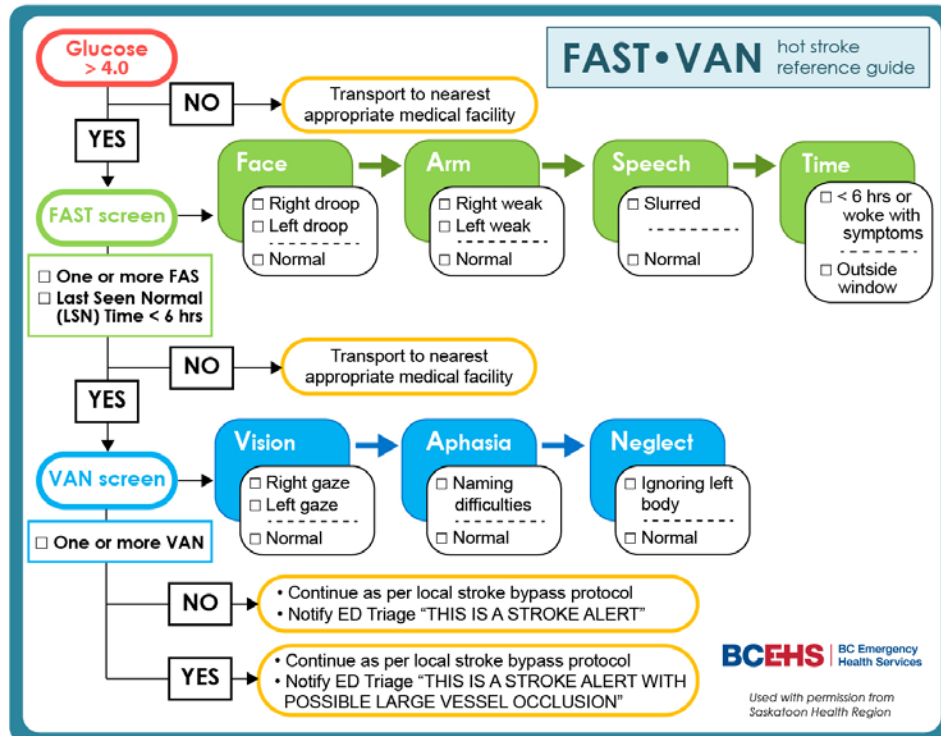 Glucose
> 4.0
FAST•VAN
hot stroke
reference guide
NO
Transport to nearest
appropriate medical facility
YES
FAST screen
Face
☐ Right droop
☐ Left droop
☐ Normal
Arm
☐ Right weak
☐ Left weak
☐ Normal
Speech
☐ Slurred
☐ Normal
Time
☐ < 6 hrs or
woke with
symptoms
☐ Outside
window
☐ One or more FAS
☐ Last Seen Normal
(LSN) Time < 6 hrs
NO
Transport to nearest
appropriate medical facility
YES
VAN screen
Vision
☐ Right gaze
☐ Left gaze
☐ Normal
Aphasia
☐ Naming
difficulties
☐ Normal
Neglect
☐ Ignoring left
body
☐ Normal
☐ One or more VAN
NO
• Continue as per local stroke bypass protocol
• Notify ED Triage “THIS IS A STROKE ALERT”
YES
• Continue as per local stroke bypass protocol
• Notify ED Triage “THIS IS A STROKE ALERT WITH
POSSIBLE LARGE VESSEL OCCLUSION”
BCEHS
BC Emergency
Health Services
Used with permission from
Saskatoon Health Region